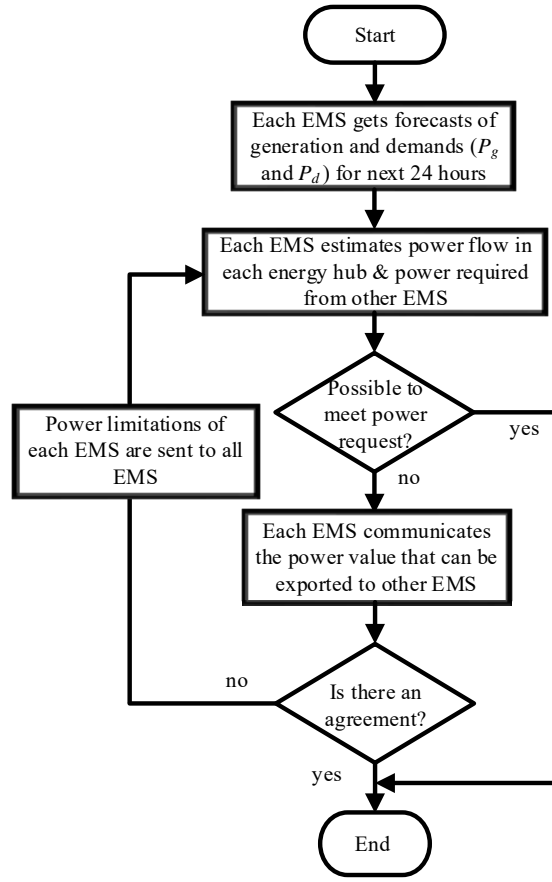 Start
Each EMS gets forecasts of
generation and demands (Pg
and Pd) for next 24 hours
Each EMS estimates power flow in
each energy hub & power required
from other EMS
Possible to
meet power
request?
yes
no
Power limitations of
each EMS are sent to all
EMS
Each EMS communicates
the power value that can be
exported to other EMS
Is there an
agreement?
no
yes
End